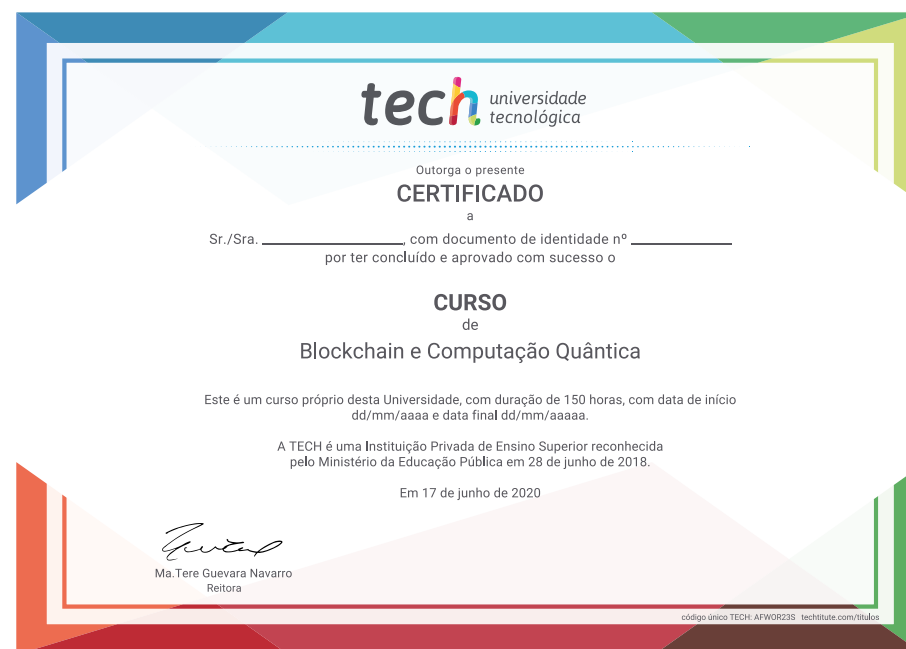 tech universidade
tecnológica
Outorga o presente
CERTIFICADO
a
Sr./Sra. ____________, com documento de identidade nº ____________
por ter concluído e aprovado com sucesso o
CURSO
de
Blockchain e Computação Quântica
Este é um curso próprio desta Universidade, com duração de 150 horas, com data de início
dd/mm/aaaa e data final dd/mm/aaaaa.
A TECH é uma Instituição Privada de Ensino Superior reconhecida
pelo Ministério da Educação Pública em 28 de junho de 2018.
Em 17 de junho de 2020
Ma.Tere Guevara Navarro
Reitora
código único TECH: AFWOR23S techtitute.com/titulos